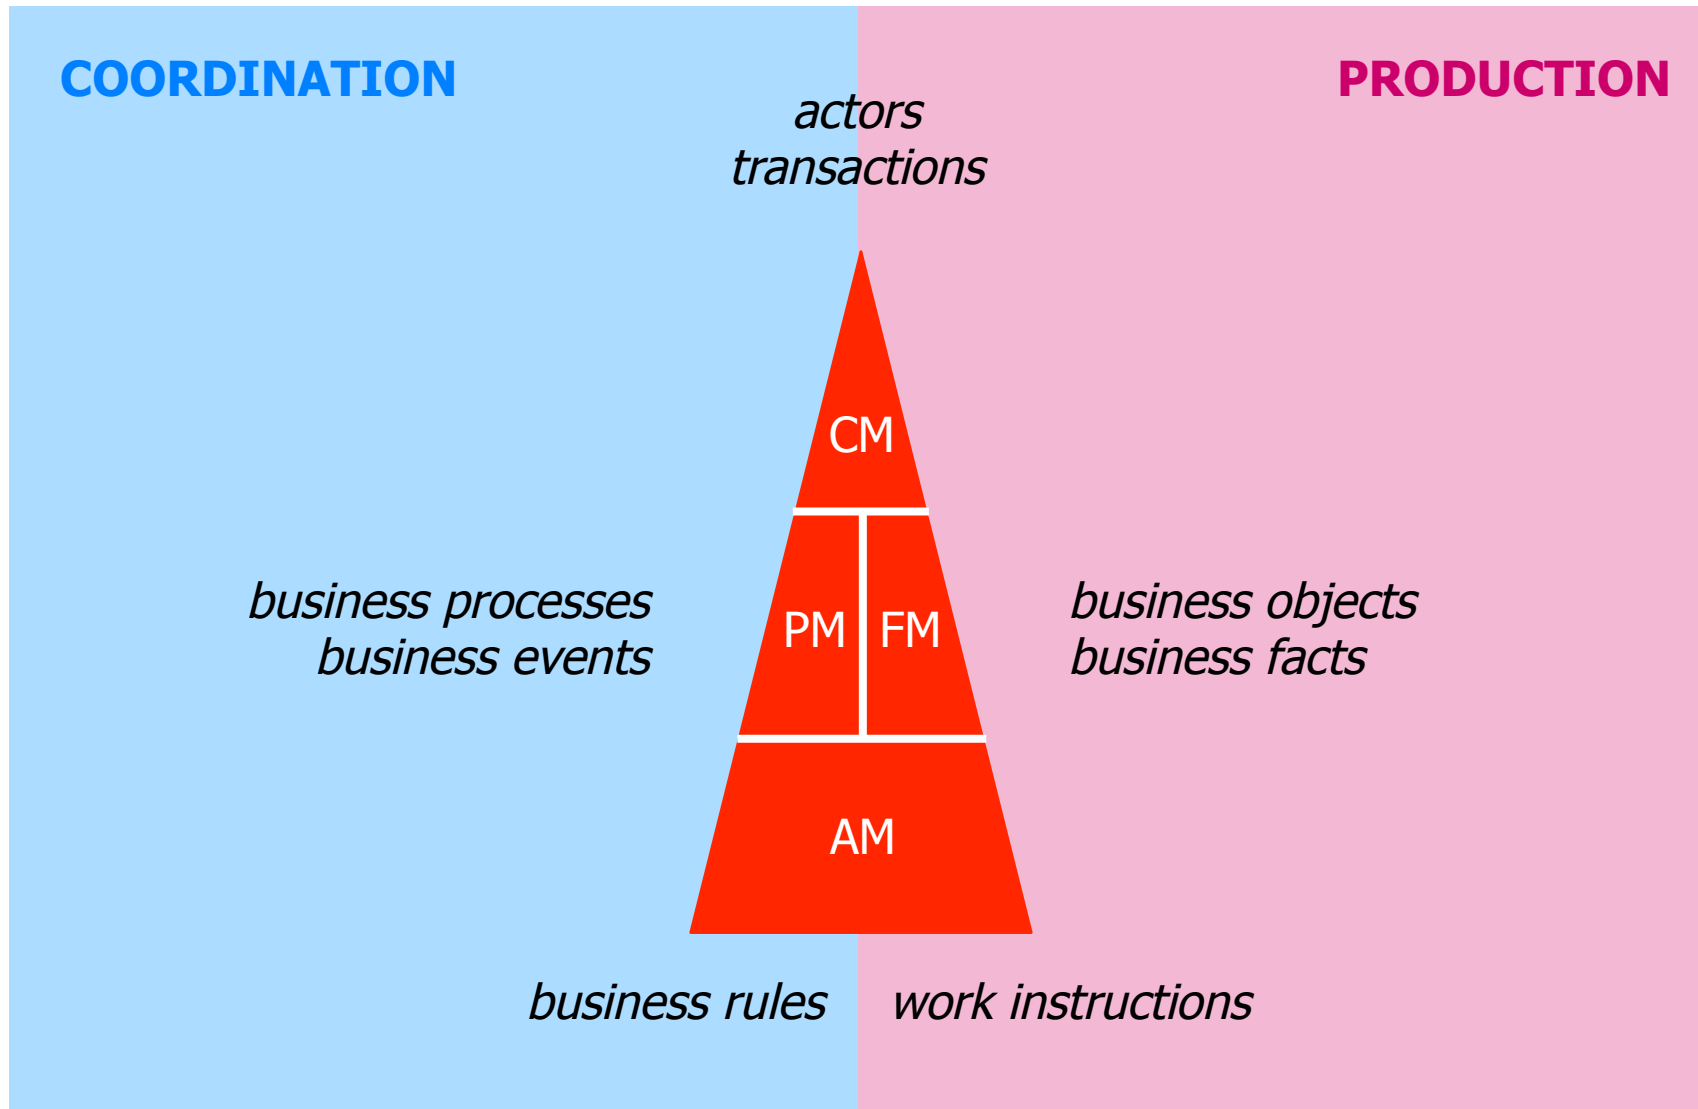 COORDINATION
PRODUCTION
actors
transactions
CM
business processes
business events
PM
FM
business objects
business facts
AM
business rules
work instructions